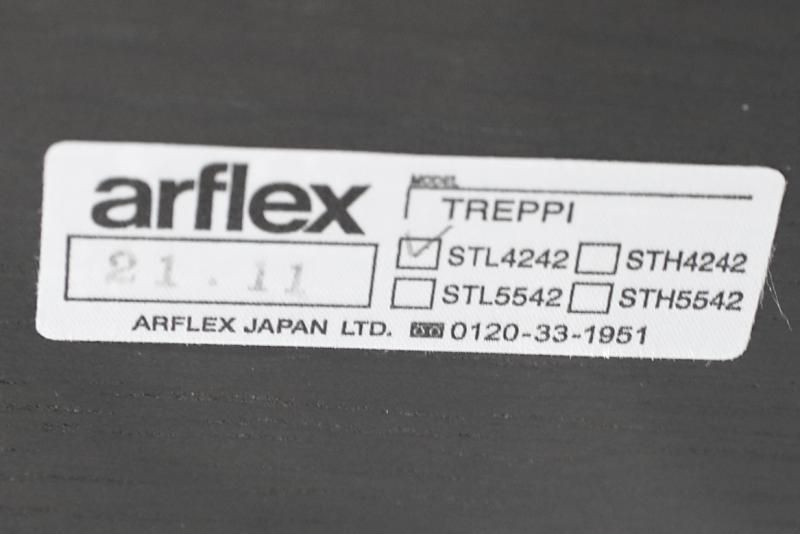 arflex
MODEL
TREPPI
21.11
STL4242 STH4242
STL5542 STH5542
ARFLEX JAPAN LTD. 0120-33-1951